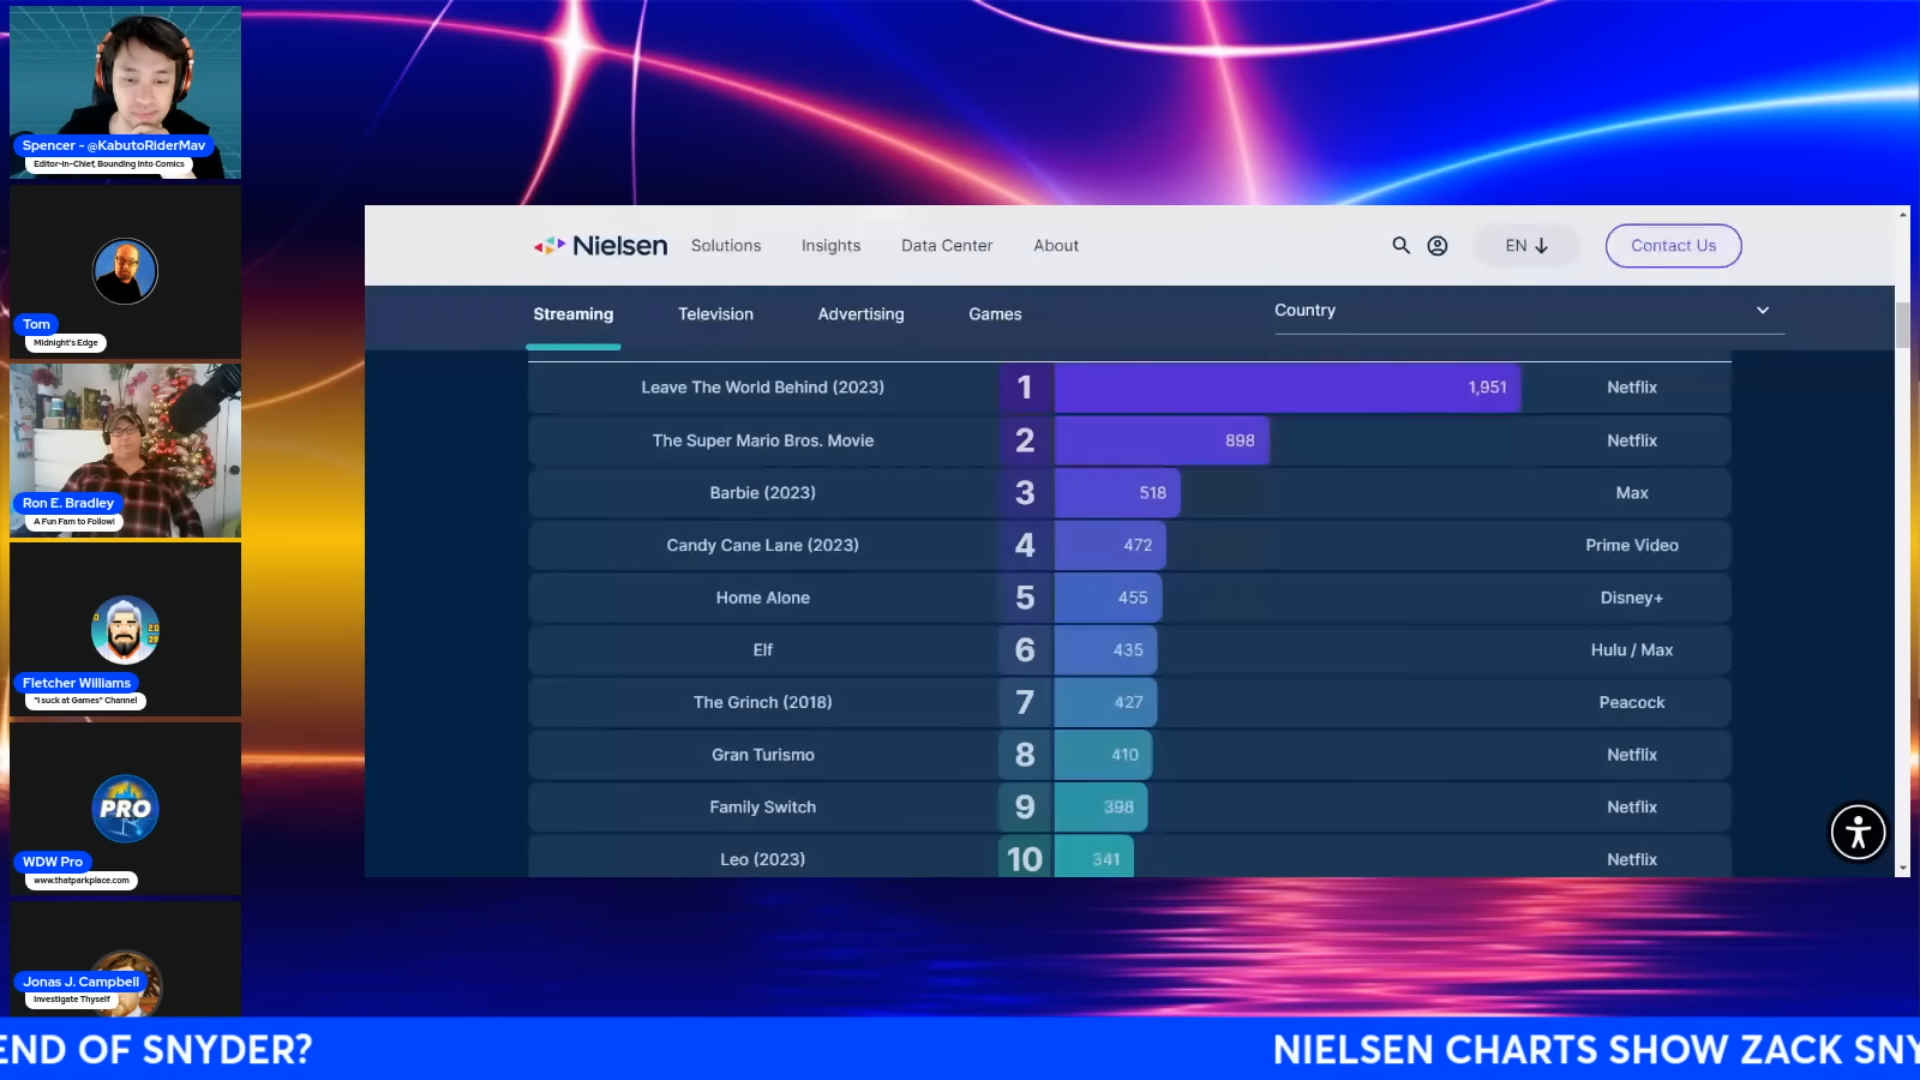 Spencer - @KabutoRiderMav
Editor-in-Chief, Bounding Into Comics
Tom
Midnight's Edge
Ron E. Bradley
A Fun Fam to Follow!
Fletcher Williams
"I suck at Games" Channel
PRO
WDW Pro
www.thatparkplace.com
Jonas J. Campbell
Investigate Thyself
Nielsen Solutions Insights Data Center About EN Contact Us
Streaming Television Advertising Games Country
Leave The World Behind (2023) 1 1,951 Netflix
The Super Mario Bros. Movie 2 898 Netflix
Barbie (2023) 3 518 Max
Candy Cane Lane (2023) 4 472 Prime Video
Home Alone 5 455 Disney+
Elf 6 435 Hulu / Max
The Grinch (2018) 7 427 Peacock
Gran Turismo 8 410 Netflix
Family Switch 9 398 Netflix
Leo (2023) 10 341 Netflix
END OF SNYDER? NIELSEN CHARTS SHOW ZACK SNY